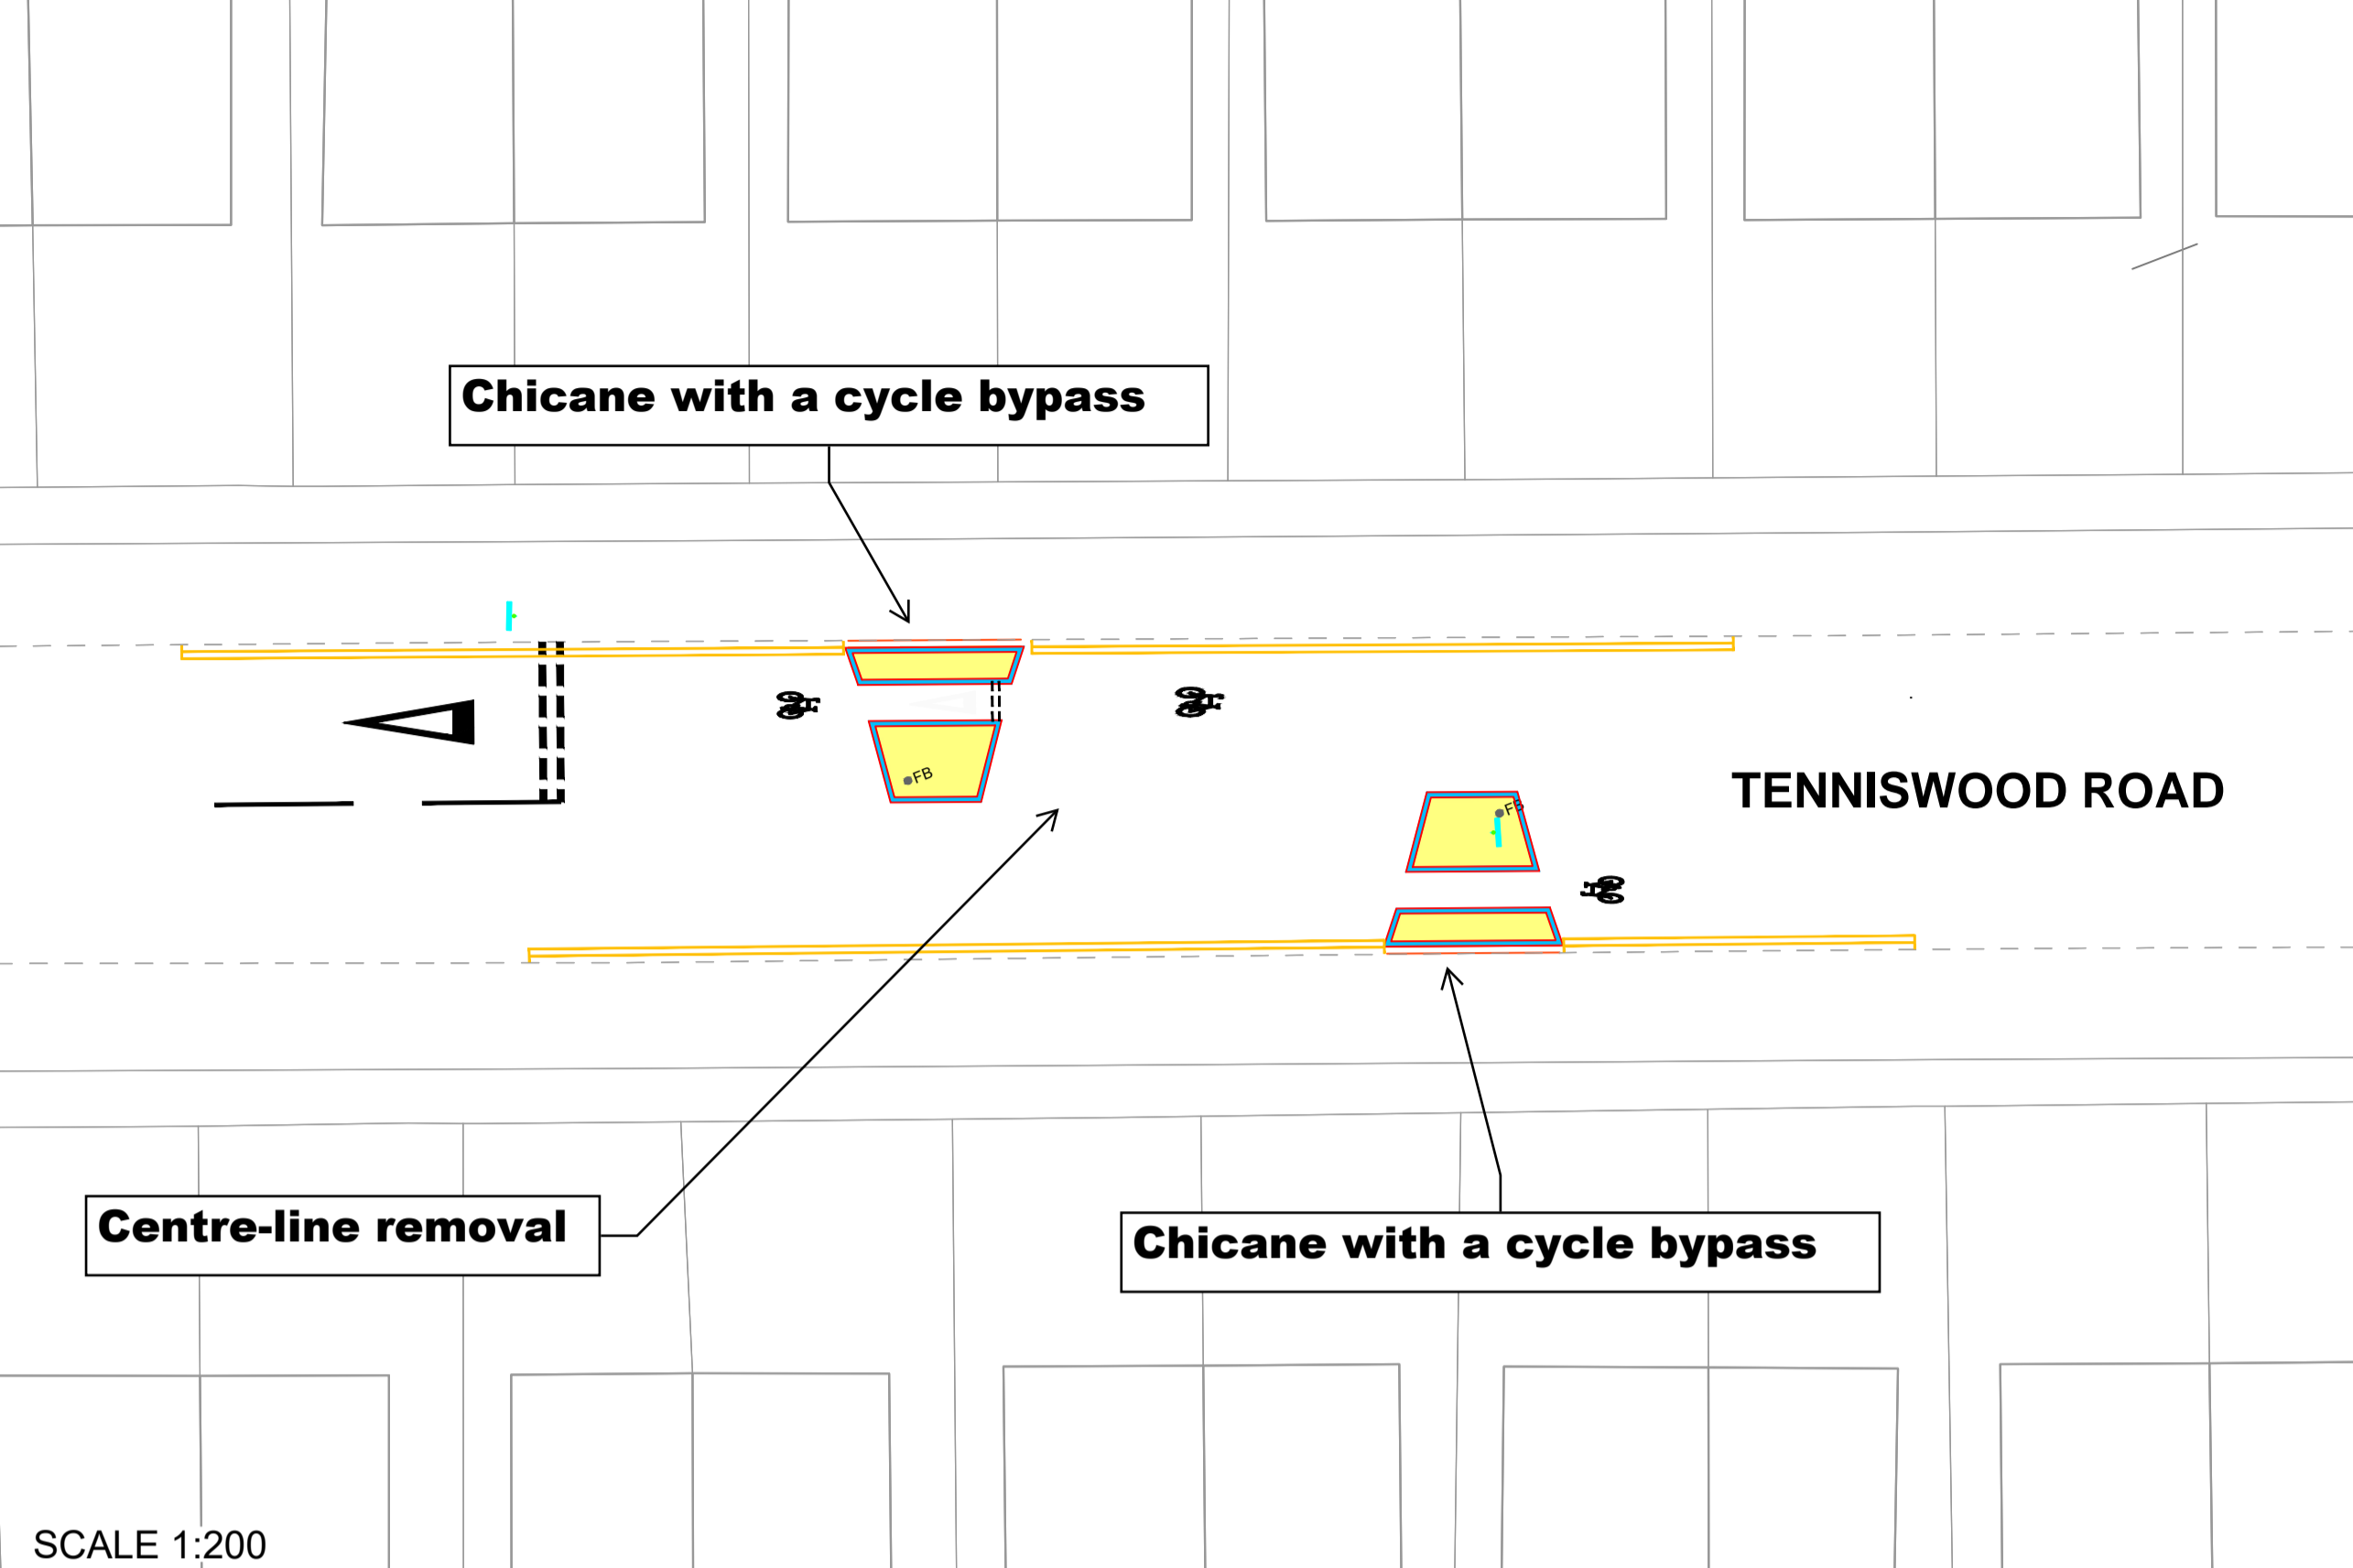 Chicane with a cycle bypass
FB
FB
TENNISWOOD ROAD
Centre-line removal
Chicane with a cycle bypass
SCALE 1:200